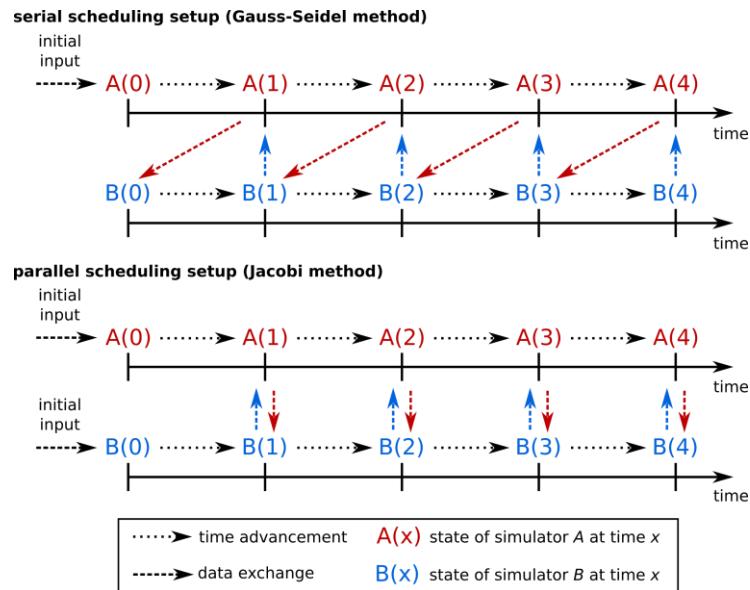 serial scheduling setup (Gauss-Seidel method)
initial
input
A(0) A(1) A(2) A(3) A(4)
time
B(0) B(1) B(2) B(3) B(4)
time
parallel scheduling setup (Jacobi method)
initial
input
A(0) A(1) A(2) A(3) A(4)
time
initial
input
B(0) B(1) B(2) B(3) B(4)
time
time advancement A(x) state of simulator A at time x
data exchange B(x) state of simulator B at time x